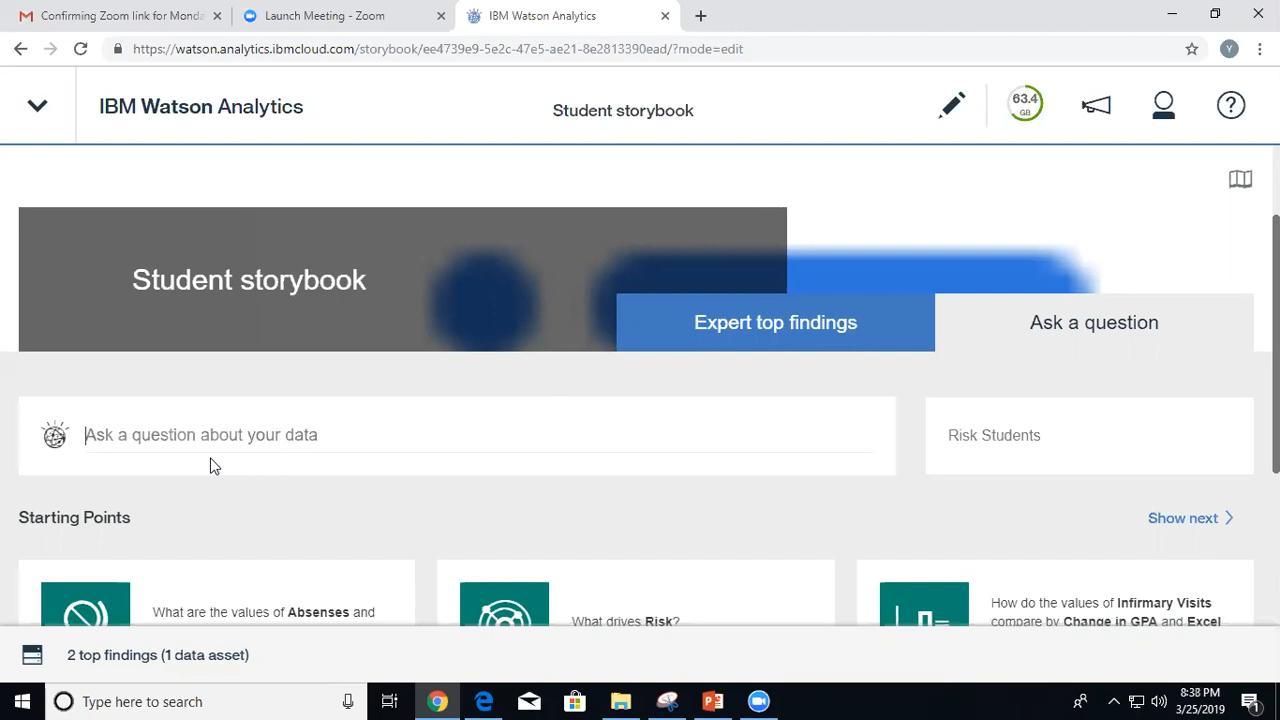 Confirming Zoom link for Monda
Launch Meeting - Zoom
IBM Watson Analytics
https://watson.analytics.ibmcloud.com/storybook/ee4739e9-5e2c-47e5-ae21-8e2813390ead/?mode=edit
Y
IBM Watson Analytics
Student storybook
63.4
GB
?
Student storybook
Expert top findings
Ask a question
Ask a question about your data
Risk Students
Starting Points
Show next
What are the values of Absenses and
What drives Risk?
How do the values of Infirmary Visits
compare by Change in GPA and Excel
2 top findings (1 data asset)
Type here to search
8:38 PM
3/25/2019
1